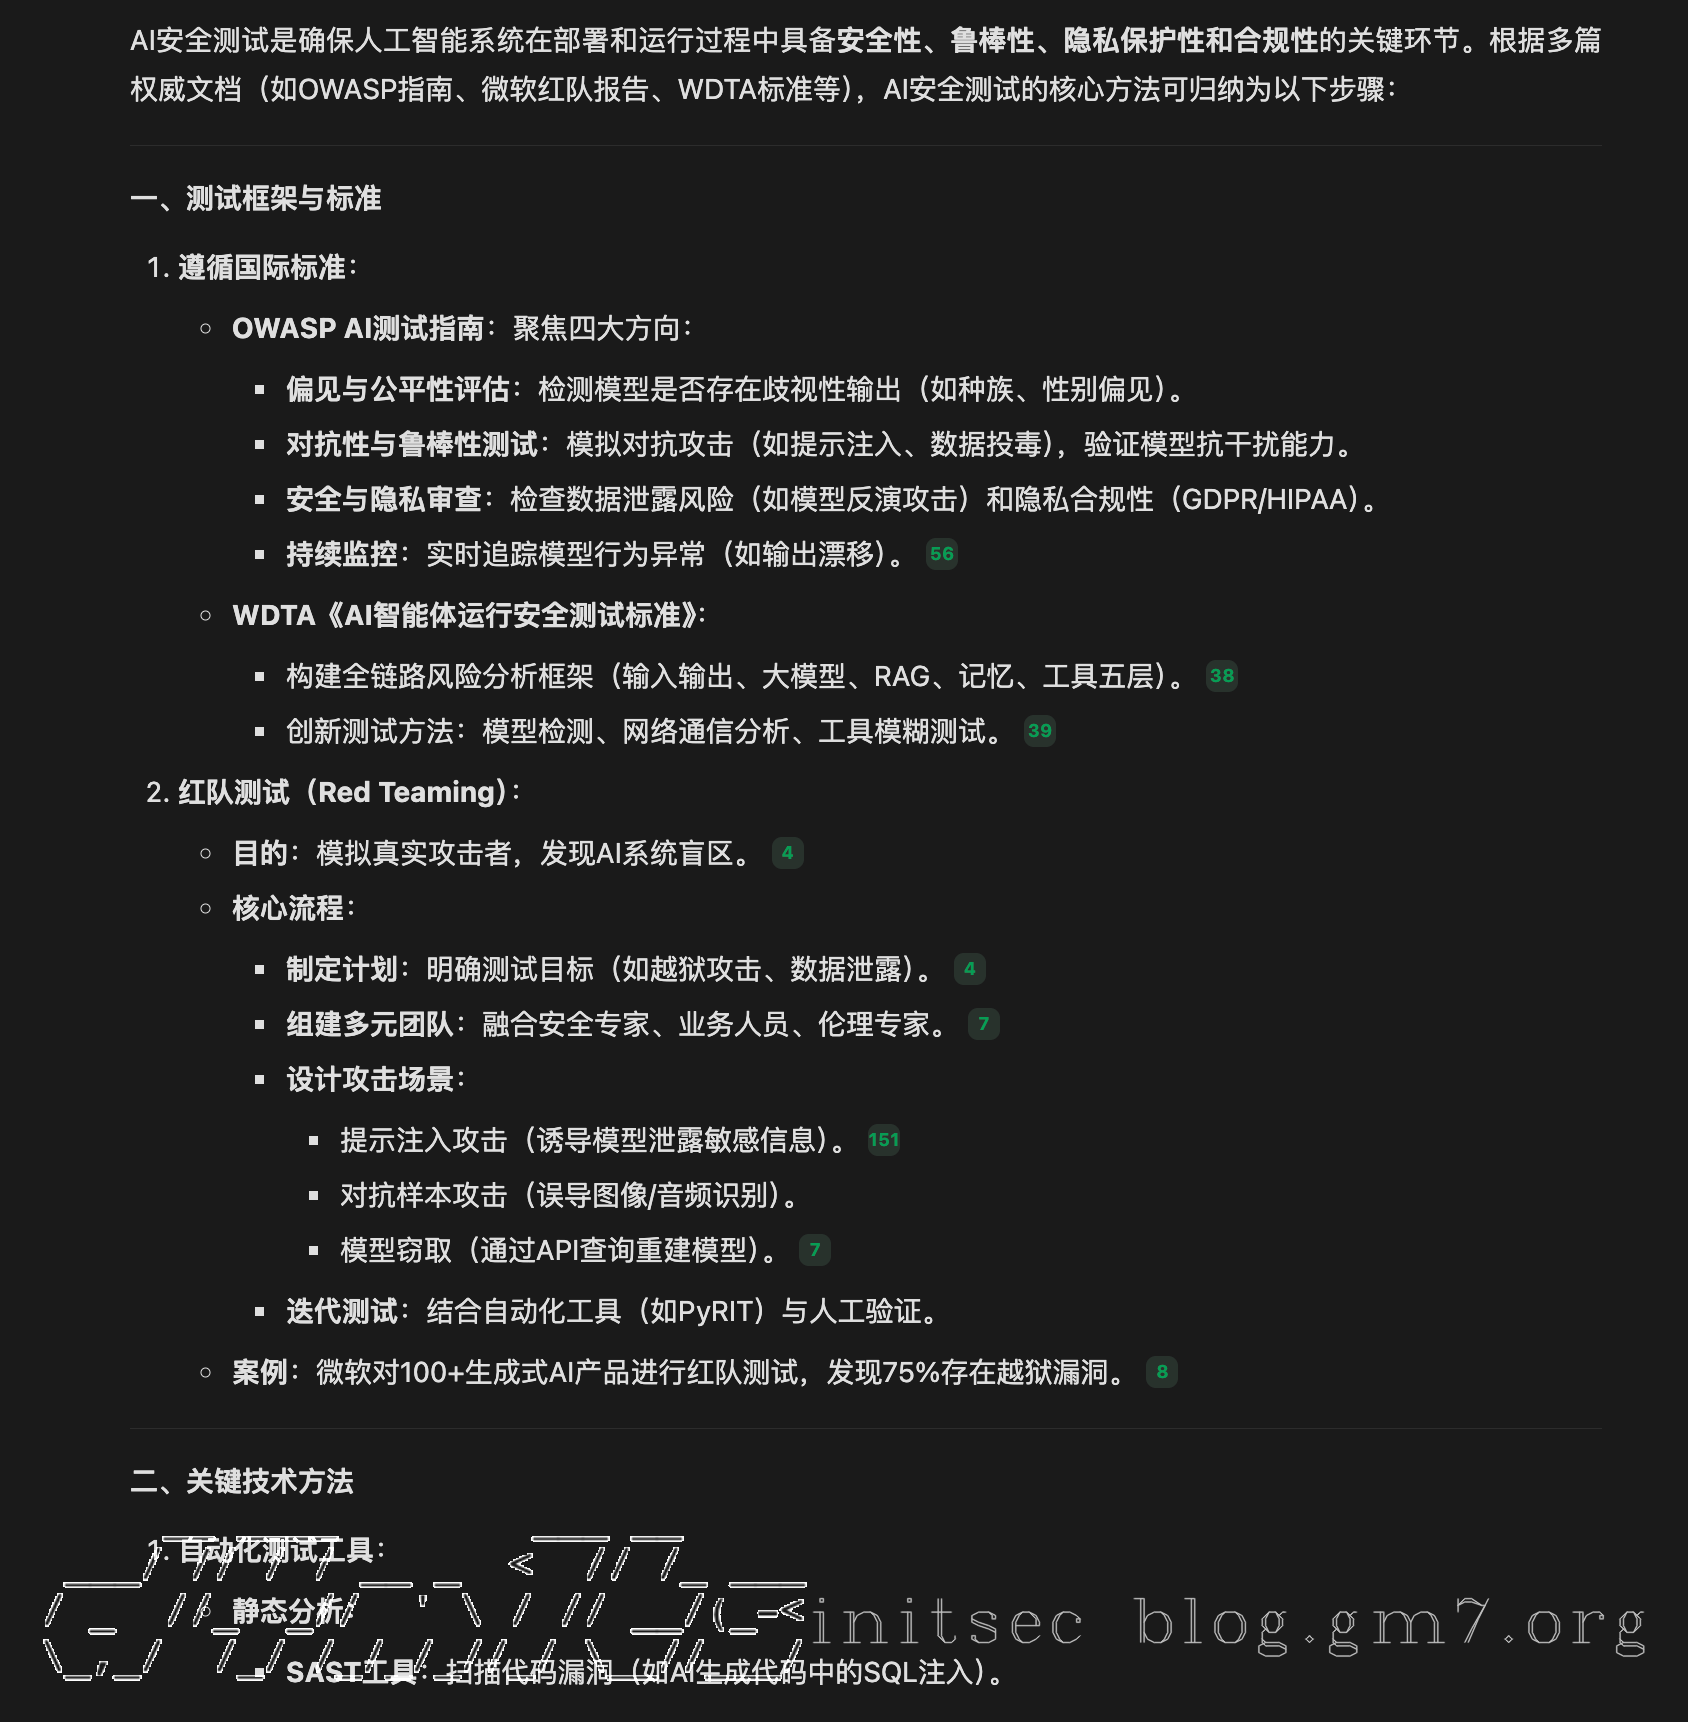 AI安全测试是确保人工智能系统在部署和运行过程中具备安全性、鲁棒性、隐私保护性和合规性的关键环节。根据多篇
权威文档（如OWASP指南、微软红队报告、WDTA标准等），AI安全测试的核心方法可归纳为以下步骤：
一、测试框架与标准
1. 遵循国际标准：
OWASP AI测试指南：聚焦四大方向：
偏见与公平性评估：检测模型是否存在歧视性输出（如种族、性别偏见）。
对抗性与鲁棒性测试：模拟对抗攻击（如提示注入、数据投毒），验证模型抗干扰能力。
安全与隐私审查：检查数据泄露风险（如模型反演攻击）和隐私合规性（GDPR/HIPAA）。
持续监控：实时追踪模型行为异常（如输出漂移）。 56
WDTA《AI智能体运行安全测试标准》：
构建全链路风险分析框架（输入输出、大模型、RAG、记忆、工具五层）。 38
创新测试方法：模型检测、网络通信分析、工具模糊测试。 39
2. 红队测试（Red Teaming）：
目的：模拟真实攻击者，发现AI系统盲区。 4
核心流程：
制定计划：明确测试目标（如越狱攻击、数据泄露）。 4
组建多元团队：融合安全专家、业务人员、伦理专家。 7
设计攻击场景：
提示注入攻击（诱导模型泄露敏感信息）。 151
对抗样本攻击（误导图像/音频识别）。
模型窃取（通过API查询重建模型）。 7
迭代测试：结合自动化工具（如PyRIT）与人工验证。
案例：微软对100+生成式AI产品进行红队测试，发现75%存在越狱漏洞。 8
二、关键技术方法
1. 自动化测试工具：
静态分析：
initsec blog.gm7.org
SAST工具：扫描代码漏洞（如AI生成代码中的SQL注入）。